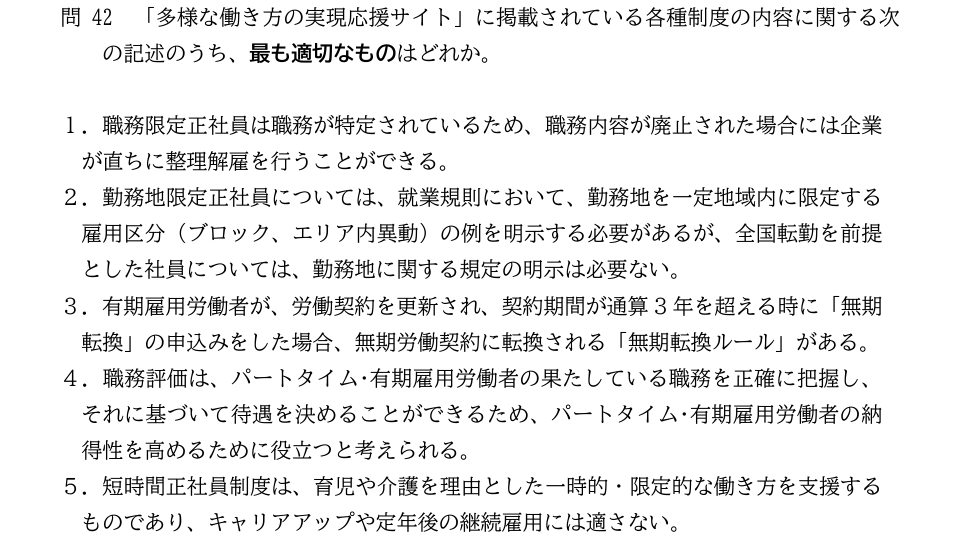 問 42 「多様な働き方の実現応援サイト」に掲載されている各種制度の内容に関する次
の記述のうち、最も適切なものはどれか。
１．職務限定正社員は職務が特定されているため、職務内容が廃止された場合には企業
が直ちに整理解雇を行うことができる。
２．勤務地限定正社員については、就業規則において、勤務地を一定地域内に限定する
雇用区分（ブロック、エリア内異動）の例を明示する必要があるが、全国転勤を前提
とした社員については、勤務地に関する規定の明示は必要ない。
３．有期雇用労働者が、労働契約を更新され、契約期間が通算３年を超える時に「無期
転換」の申込みをした場合、無期労働契約に転換される「無期転換ルール」がある。
４．職務評価は、パートタイム･有期雇用労働者の果たしている職務を正確に把握し、
それに基づいて待遇を決めることができるため、パートタイム･有期雇用労働者の納
得性を高めるために役立つと考えられる。
５．短時間正社員制度は、育児や介護を理由とした一時的・限定的な働き方を支援する
ものであり、キャリアアップや定年後の継続雇用には適さない。